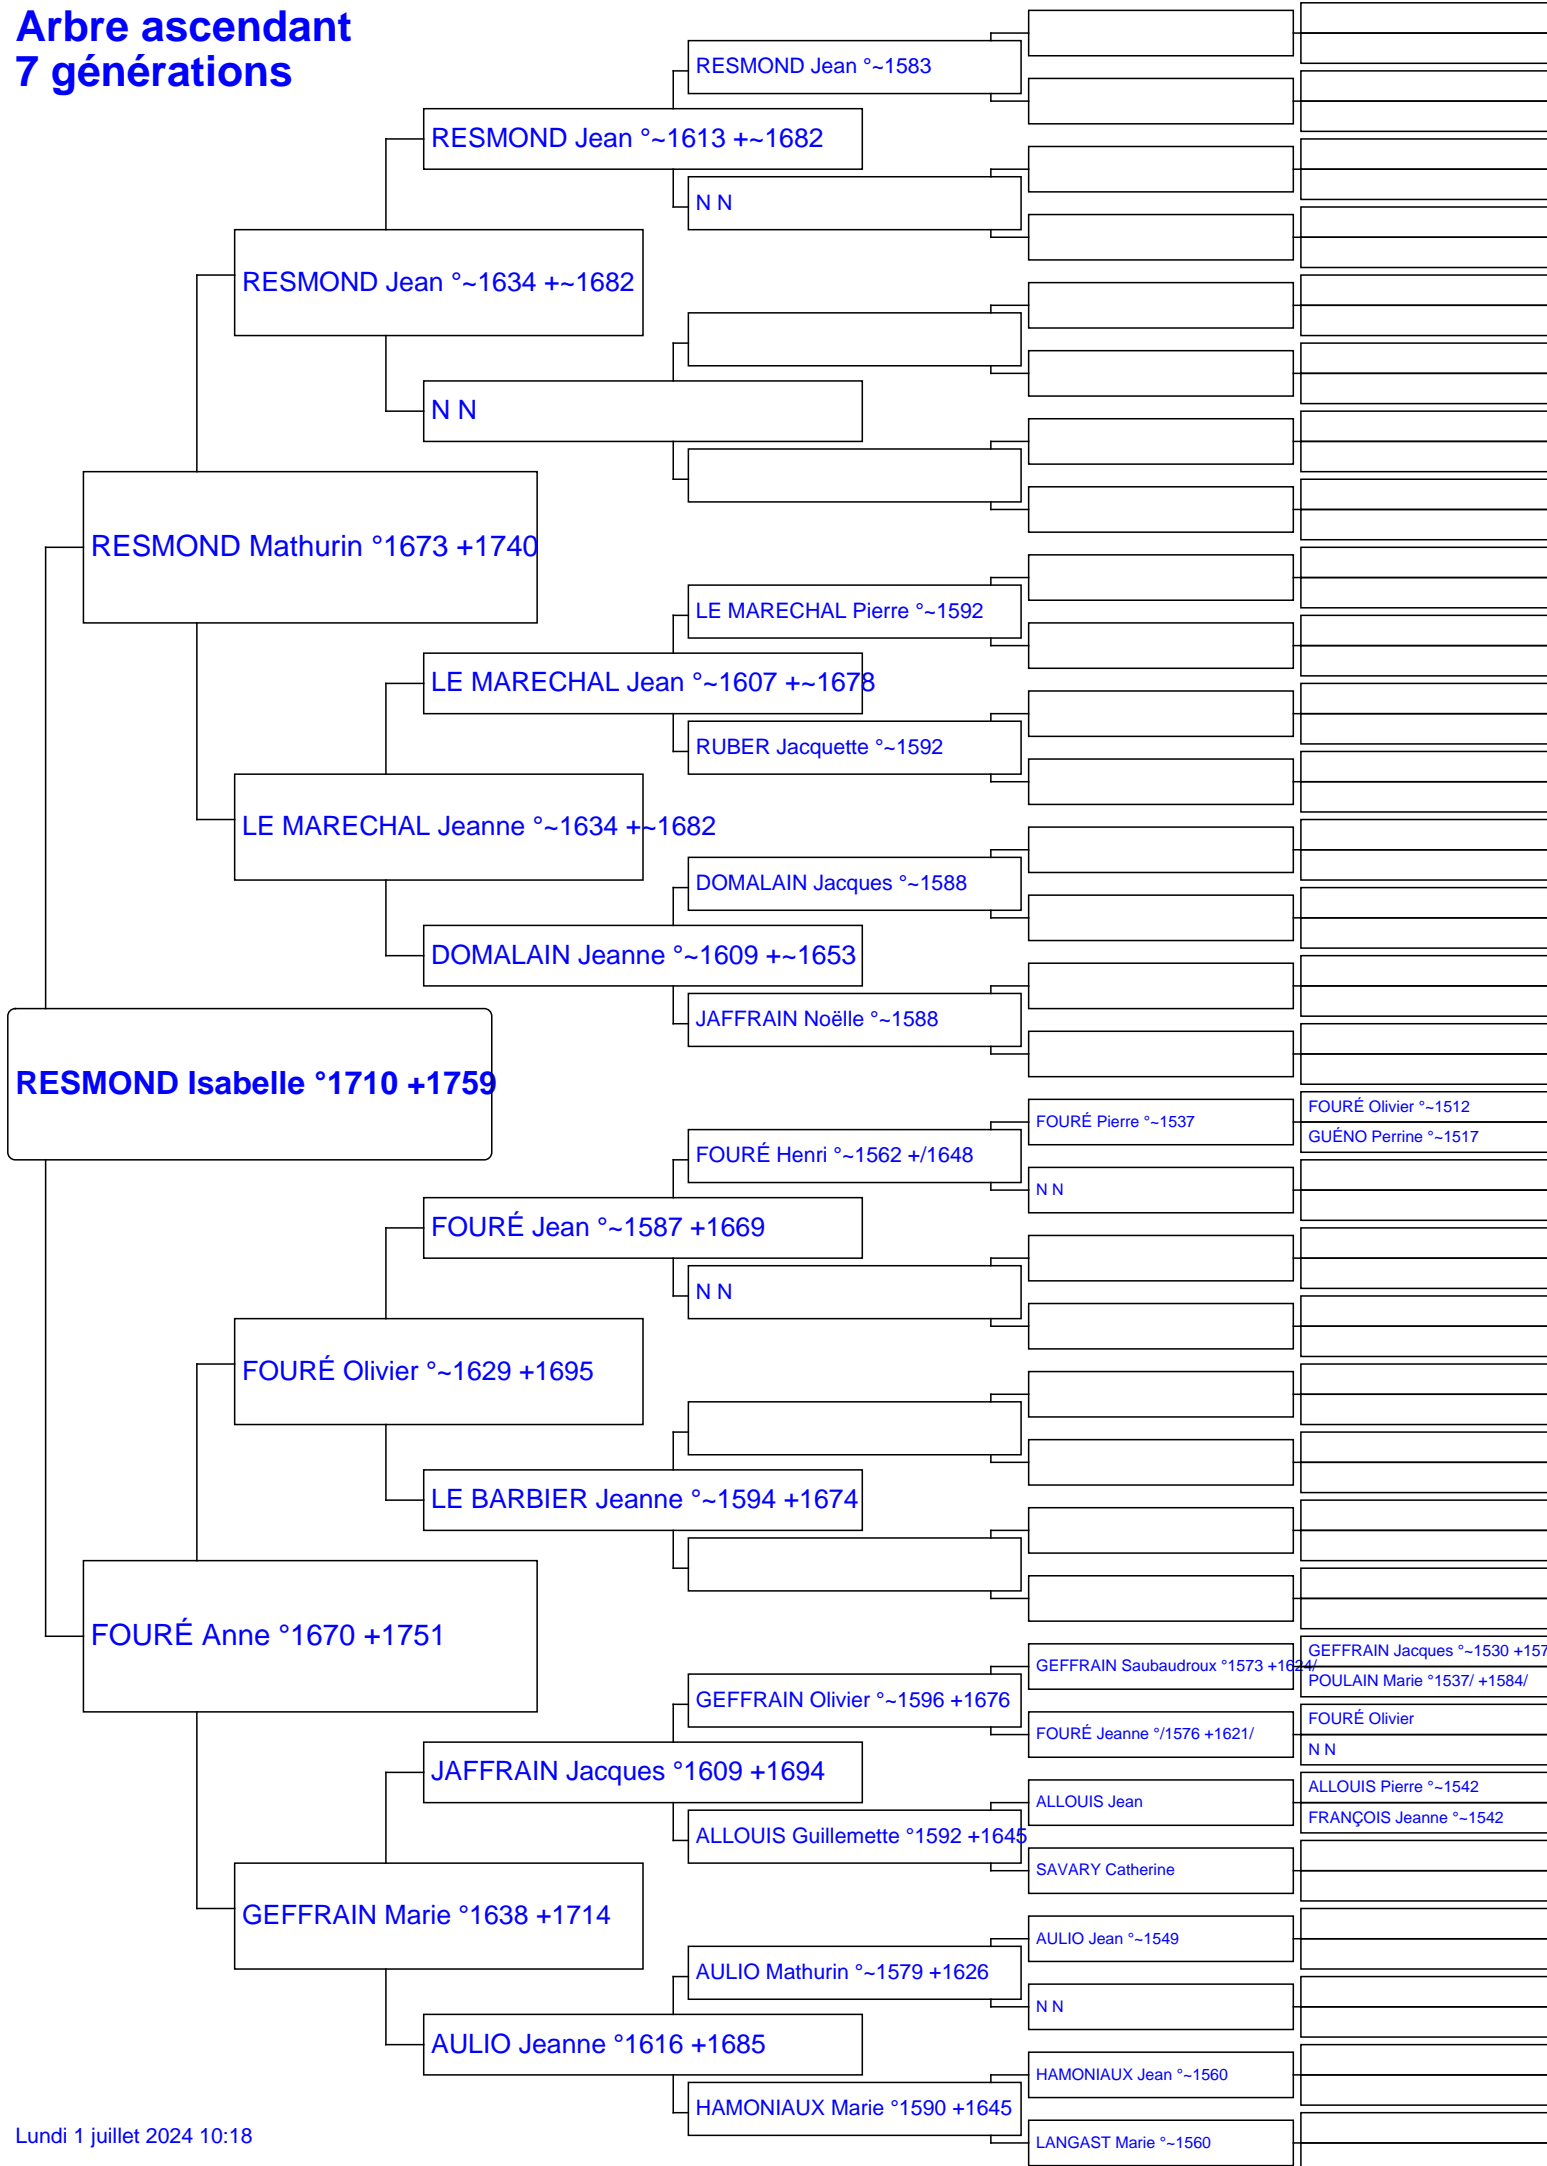 Arbre ascendant
7 générations
RESMOND Jean °~1583
RESMOND Jean °~1613 +~1682
N N
RESMOND Jean °~1634 +~1682
N N
RESMOND Mathurin °1673 +1740
LE MARECHAL Pierre °~1592
LE MARECHAL Jean °~1607 +~1678
RUBER Jacquette °~1592
LE MARECHAL Jeanne °~1634 +~1682
DOMALAIN Jacques °~1588
DOMALAIN Jeanne °~1609 +~1653
JAFFRAIN Noëlle °~1588
RESMOND Isabelle °1710 +1759
FOURÉ Olivier °~1512
FOURÉ Pierre °~1537
GUÉNO Perrine °~1517
FOURÉ Henri °~1562 +/1648
N N
FOURÉ Jean °~1587 +1669
N N
FOURÉ Olivier °~1629 +1695
LE BARBIER Jeanne °~1594 +1674
FOURÉ Anne °1670 +1751
GEFFRAIN Jacques °~1530 +157
GEFFRAIN Saubaudroux °1573 +1624/
POULAIN Marie °1537/ +1584/
GEFFRAIN Olivier °~1596 +1676
FOURÉ Olivier
FOURÉ Jeanne °/1576 +1621/
N N
JAFFRAIN Jacques °1609 +1694
ALLOUIS Pierre °~1542
ALLOUIS Jean
FRANÇOIS Jeanne °~1542
ALLOUIS Guillemette °1592 +1645
SAVARY Catherine
GEFFRAIN Marie °1638 +1714
AULIO Jean °~1549
AULIO Mathurin °~1579 +1626
N N
AULIO Jeanne °1616 +1685
HAMONIAUX Jean °~1560
HAMONIAUX Marie °1590 +1645
LANGAST Marie °~1560
Lundi 1 juillet 2024 10:18